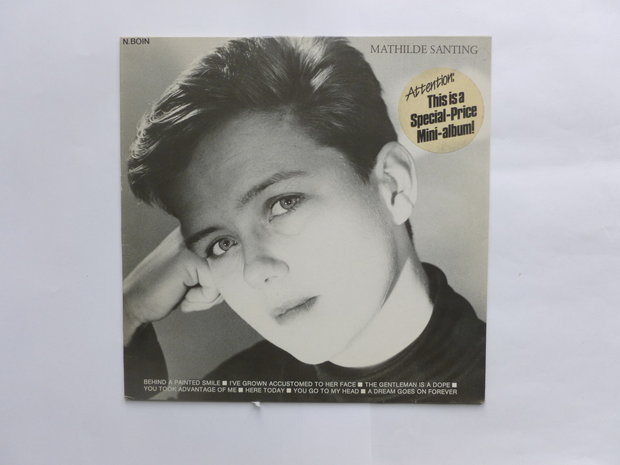 N.BOIN
MATHILDE SANTING
Attention:
This is a
Special-Price
Mini-album!
BEHIND A PAINTED SMILE ■ I'VE GROWN ACCUSTOMED TO HER FACE ■ THE GENTLEMAN IS A DOPE ■
YOU TOOK ADVANTAGE OF ME ■ HERE TODAY ■ YOU GO TO MY HEAD ■ A DREAM GOES ON FOREVER